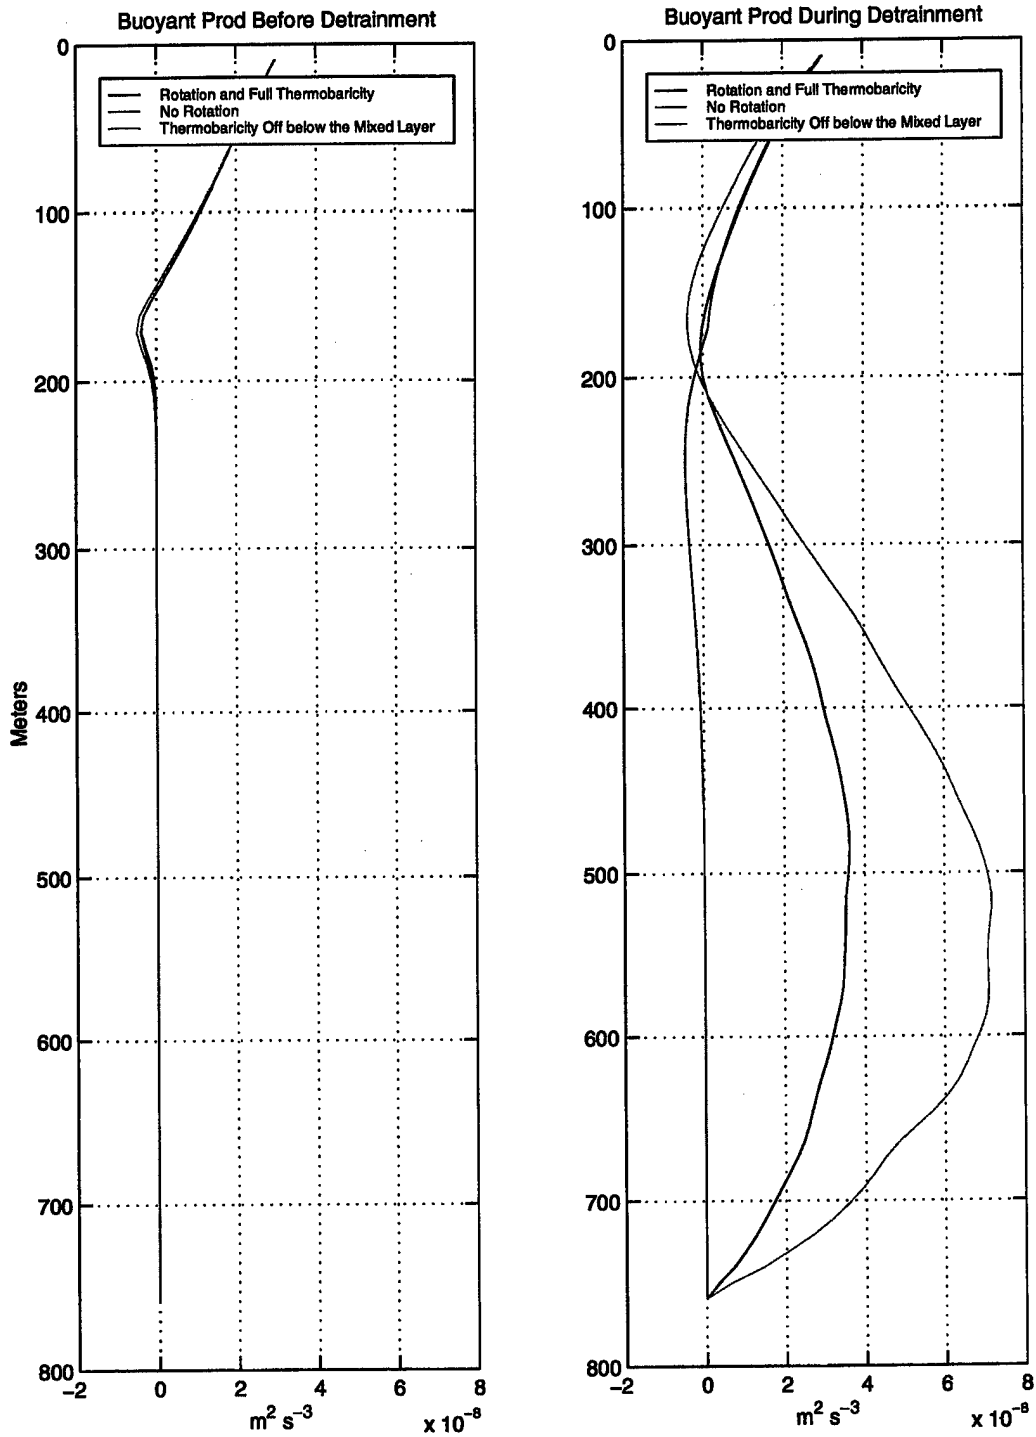 Buoyant Prod Before Detrainment
0
Rotation and Full Thermobaricity
No Rotation
Thermobaricity Off below the Mixed Layer
100
200
300
Meters
400
500
600
700
800
−2 0 2 4 6 8
m² s⁻³ x 10⁻⁸
Buoyant Prod During Detrainment
0
Rotation and Full Thermobaricity
No Rotation
Thermobaricity Off below the Mixed Layer
100
200
300
400
500
600
700
800
−2 0 2 4 6 8
m² s⁻³ x 10⁻⁸